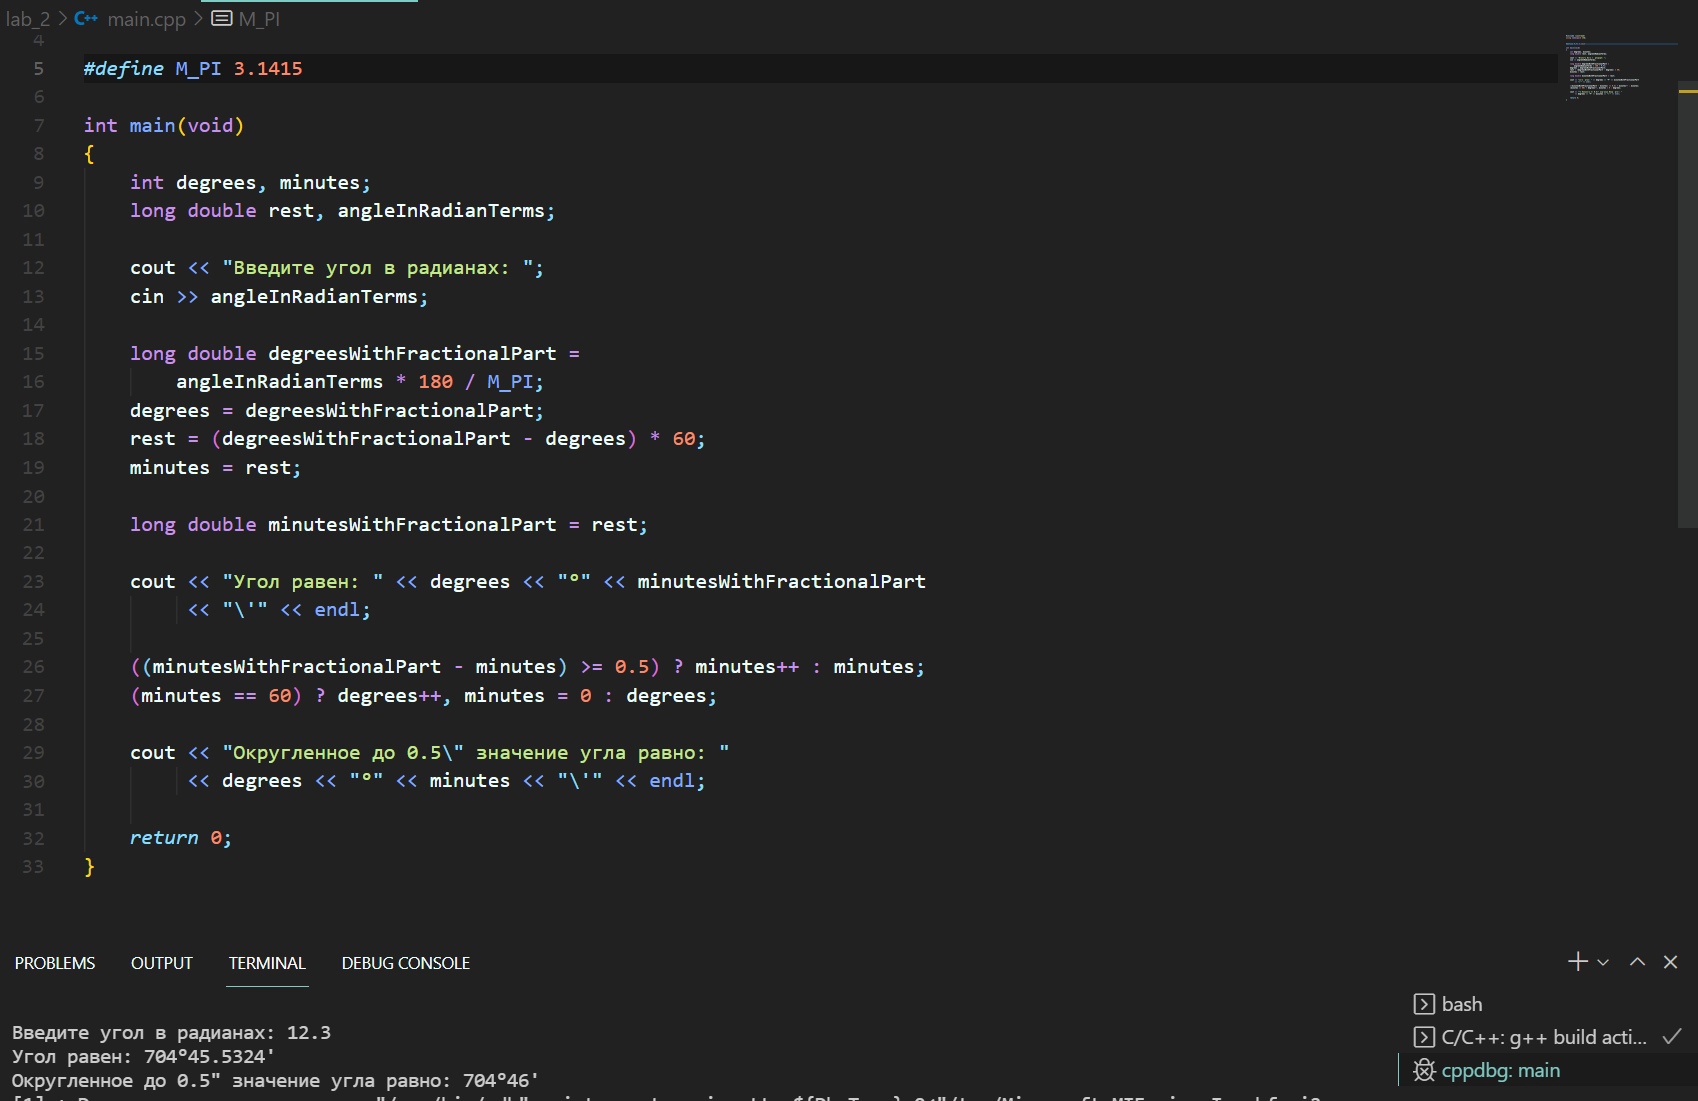 lab_2 > C++ main.cpp > M_PI
4
5 #define M_PI 3.1415
6
7 int main(void)
8 {
9 int degrees, minutes;
10 long double rest, angleInRadianTerms;
11
12 cout << "Введите угол в радианах: ";
13 cin >> angleInRadianTerms;
14
15 long double degreesWithFractionalPart =
16 angleInRadianTerms * 180 / M_PI;
17 degrees = degreesWithFractionalPart;
18 rest = (degreesWithFractionalPart - degrees) * 60;
19 minutes = rest;
20
21 long double minutesWithFractionalPart = rest;
22
23 cout << "Угол равен: " << degrees << "°" << minutesWithFractionalPart
24 << "\'" << endl;
25
26 ((minutesWithFractionalPart - minutes) >= 0.5) ? minutes++ : minutes;
27 (minutes == 60) ? degrees++, minutes = 0 : degrees;
28
29 cout << "Округленное до 0.5\" значение угла равно: "
30 << degrees << "°" << minutes << "\'" << endl;
31
32 return 0;
33 }
PROBLEMS OUTPUT TERMINAL DEBUG CONSOLE
bash
C/C++: g++ build acti...
cppdbg: main
Введите угол в радианах: 12.3
Угол равен: 704°45.5324'
Округленное до 0.5" значение угла равно: 704°46'